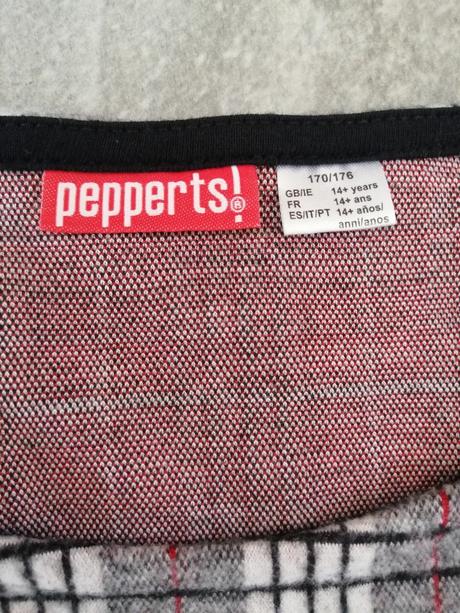 pepperts!®
170/176
GB/IE 14+ years
FR 14+ ans
ES/IT/PT 14+ años/
anni/anos